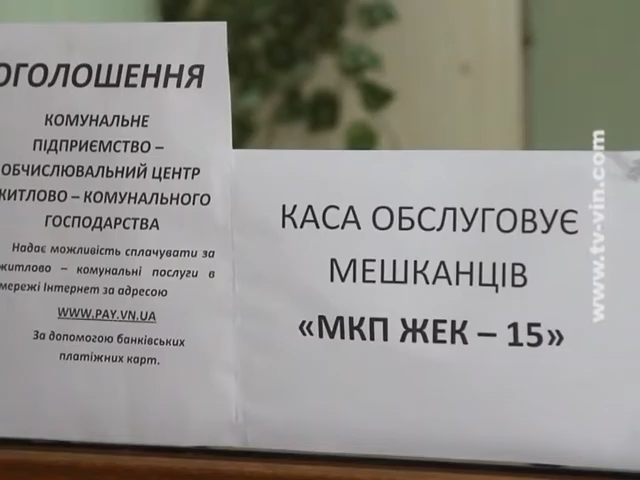 ОГОЛОШЕННЯ
КОМУНАЛЬНЕ
ПІДПРИЄМСТВО –
ОБЧИСЛЮВАЛЬНИЙ ЦЕНТР
ЖИТЛОВО – КОМУНАЛЬНОГО
ГОСПОДАРСТВА
Надає можливість сплачувати за
житлово – комунальні послуги в
мережі Інтернет за адресою
WWW.PAY.VN.UA
За допомогою банківських
платіжних карт.
КАСА ОБСЛУГОВУЄ
МЕШКАНЦІВ
«МКП ЖЕК – 15»
www.tv-vin.com